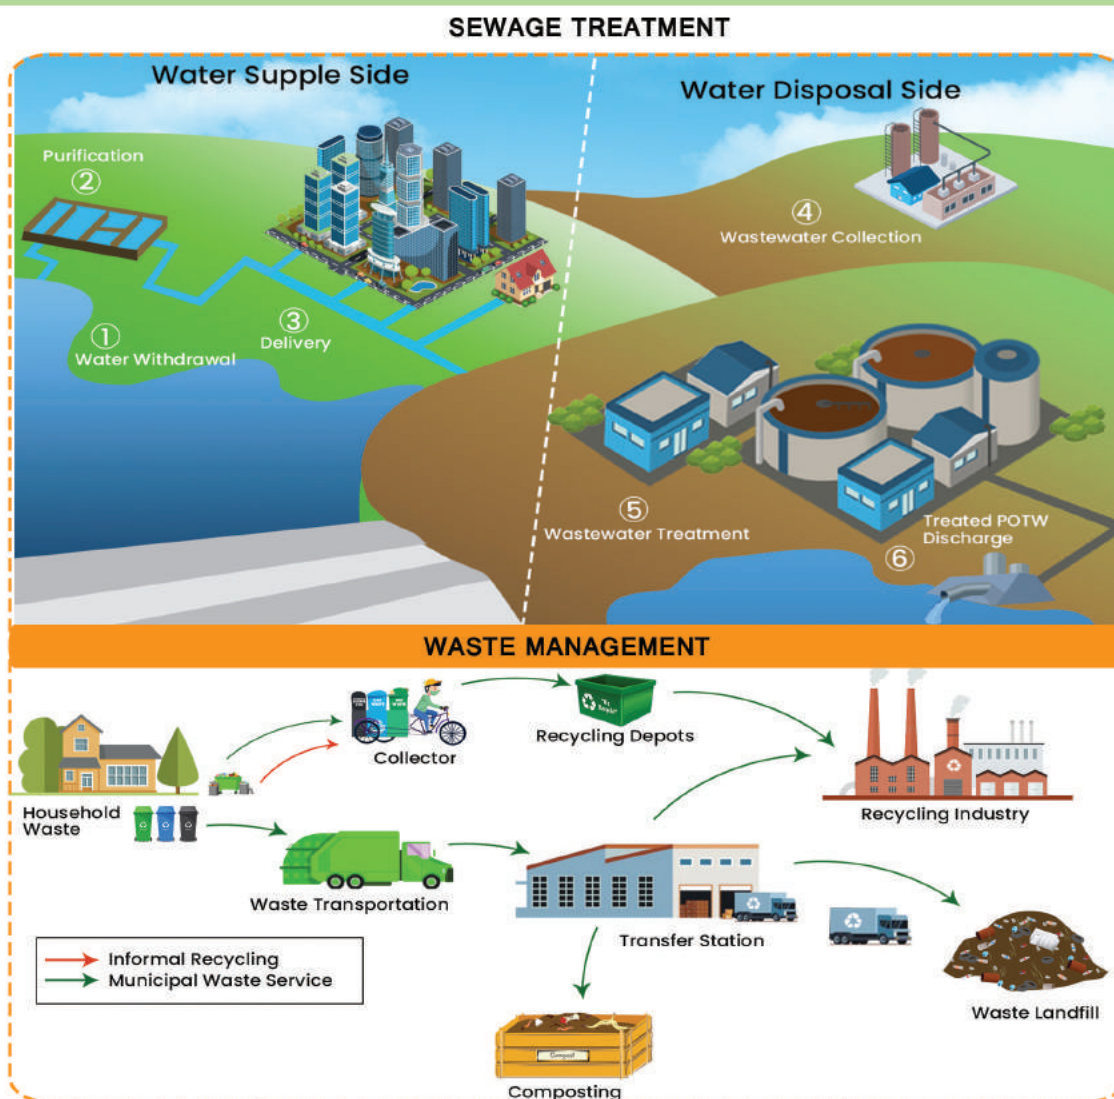 SEWAGE TREATMENT
Water Supple Side
Water Disposal Side
Purification
②
④
Wastewater Collection
①
Water Withdrawal
③
Delivery
⑤
Wastewater Treatment
Treated POTW
Discharge
⑥
WASTE MANAGEMENT
Collector
Recycling Depots
Recycling Industry
Household
Waste
Waste Transportation
Transfer Station
Waste Landfill
Informal Recycling
Municipal Waste Service
Compost
Composting